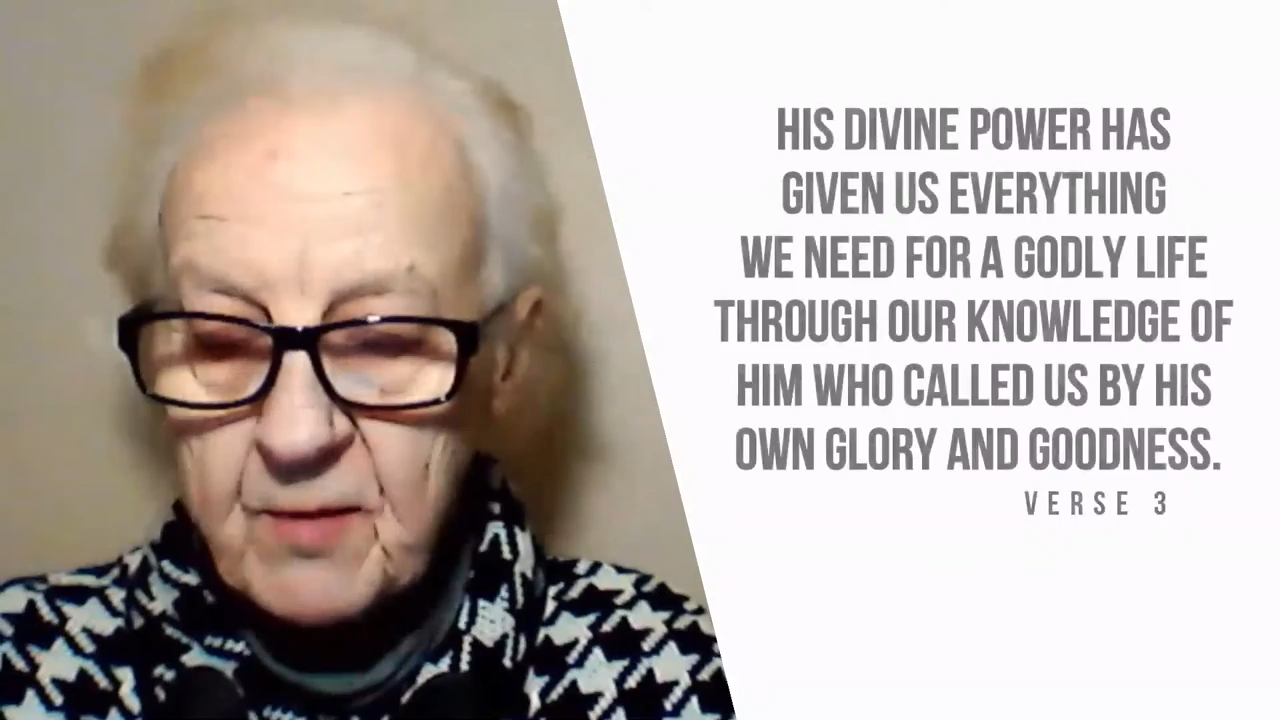 HIS DIVINE POWER HAS
GIVEN US EVERYTHING
WE NEED FOR A GODLY LIFE
THROUGH OUR KNOWLEDGE OF
HIM WHO CALLED US BY HIS
OWN GLORY AND GOODNESS.
VERSE 3